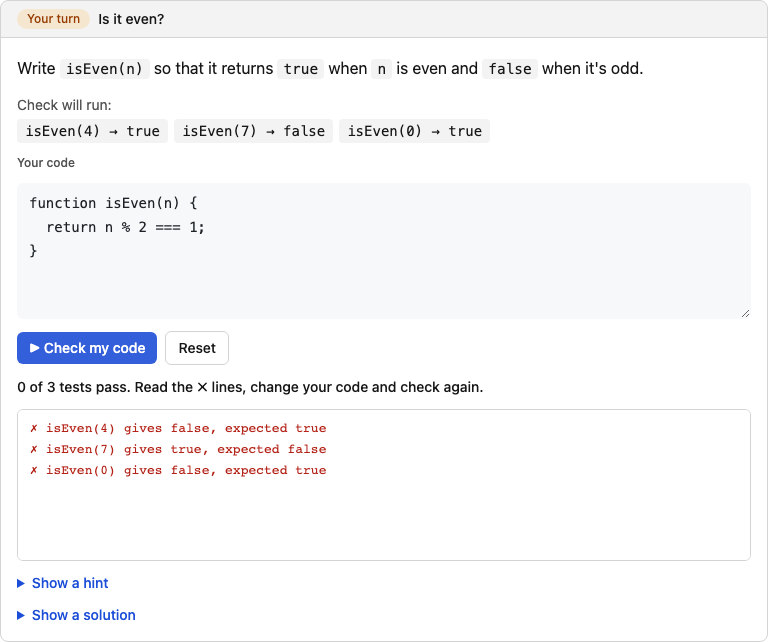 Your turn Is it even?
Write isEven(n) so that it returns true when n is even and false when it's odd.
Check will run:
isEven(4) → true isEven(7) → false isEven(0) → true
Your code
function isEven(n) {
  return n % 2 === 1;
}
▶ Check my code Reset
0 of 3 tests pass. Read the ✕ lines, change your code and check again.
✗ isEven(4) gives false, expected true
✗ isEven(7) gives true, expected false
✗ isEven(0) gives false, expected true
▶ Show a hint
▶ Show a solution